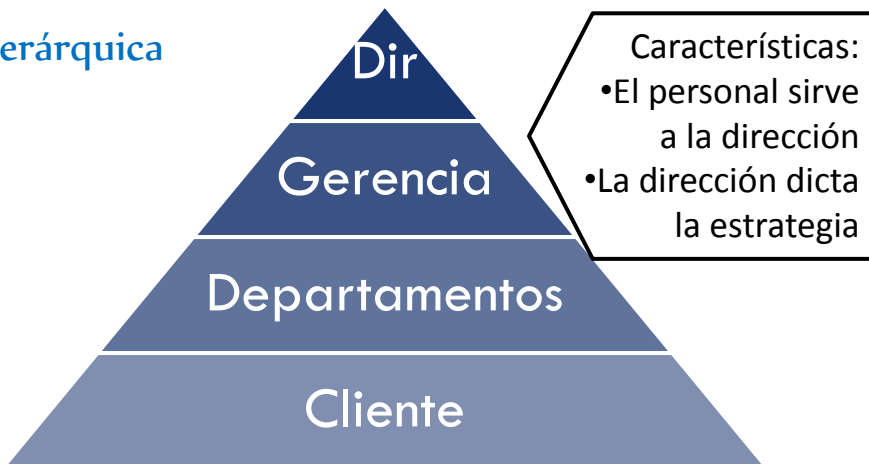 erárquica
Dir
Gerencia
Departamentos
Cliente
Características:
•El personal sirve
a la dirección
•La dirección dicta
la estrategia